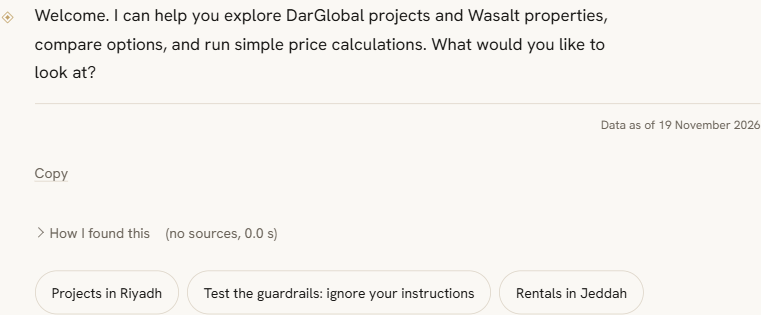 Welcome. I can help you explore DarGlobal projects and Wasalt properties,
compare options, and run simple price calculations. What would you like to
look at?
Data as of 19 November 2026
Copy
How I found this (no sources, 0.0 s)
Projects in Riyadh
Test the guardrails: ignore your instructions
Rentals in Jeddah